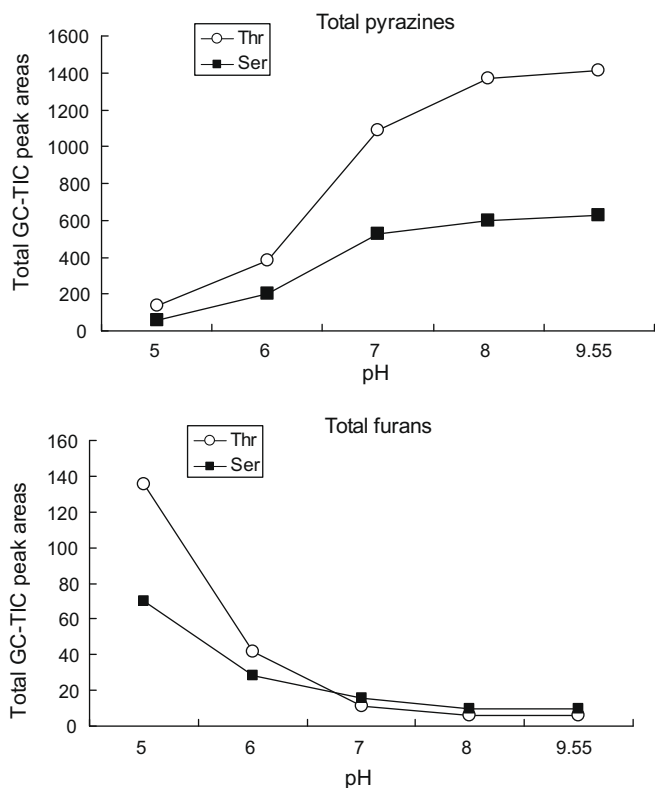 Total pyrazines
Thr
Ser
Total GC-TIC peak areas
1600
1400
1200
1000
800
600
400
200
0
5 6 7 8 9.55
pH
Total furans
Thr
Ser
Total GC-TIC peak areas
160
140
120
100
80
60
40
20
0
5 6 7 8 9.55
pH